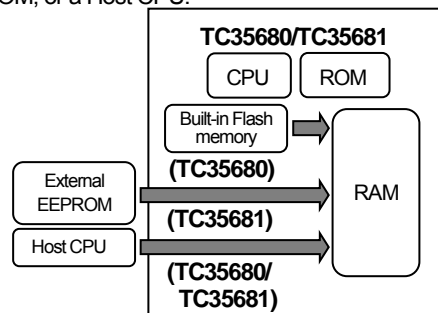 OM, or a Host CPU.
TC35680/TC35681
CPU
ROM
Built-in Flash
memory
(TC35680)
External
EEPROM
RAM
(TC35681)
Host CPU
(TC35680/
TC35681)